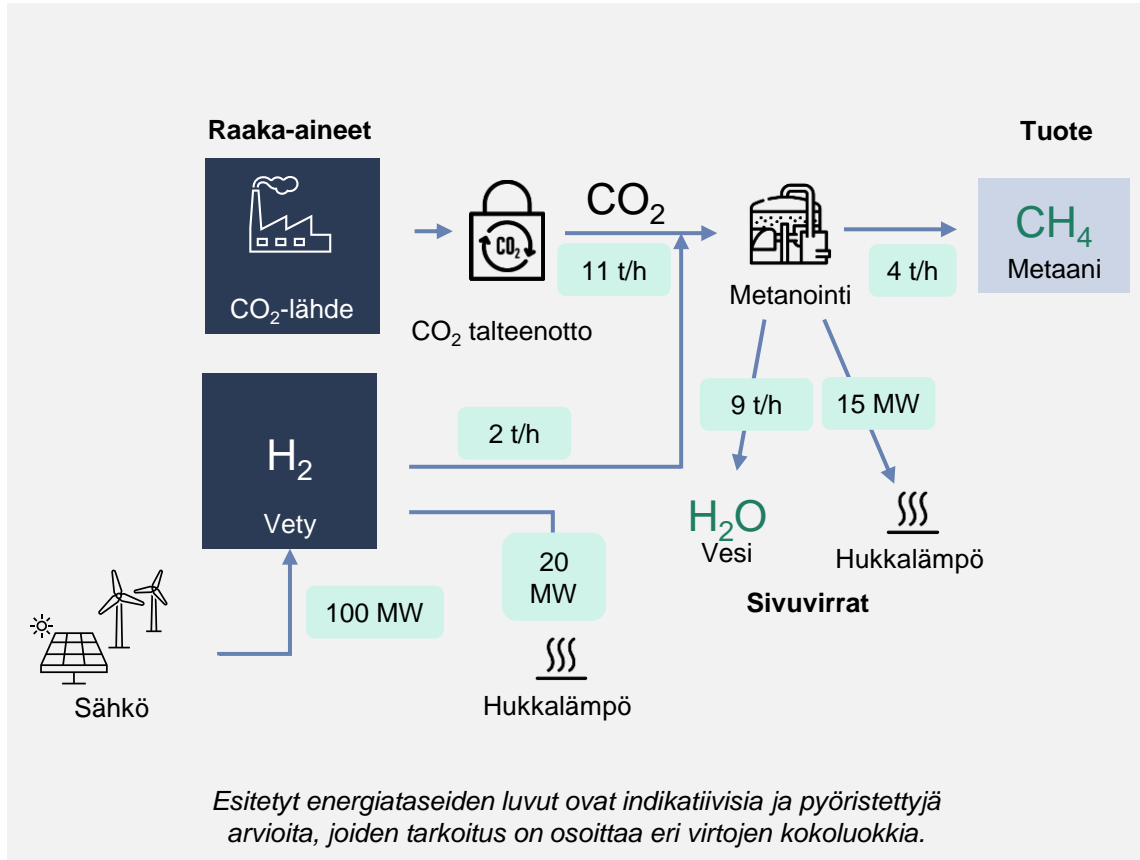 Raaka-aineet
Tuote
CO₂-lähde
CO₂
CO₂ talteenotto
CO₂
11 t/h
Metanointi
4 t/h
CH₄
Metaani
H₂
Vety
2 t/h
9 t/h
15 MW
H₂O
Vesi
Hukkalämpö
Sivuvirrat
20
MW
Hukkalämpö
100 MW
Sähkö
Esitetyt energiataseiden luvut ovat indikatiivisia ja pyöristettyjä
arvioita, joiden tarkoitus on osoittaa eri virtojen kokoluokkia.